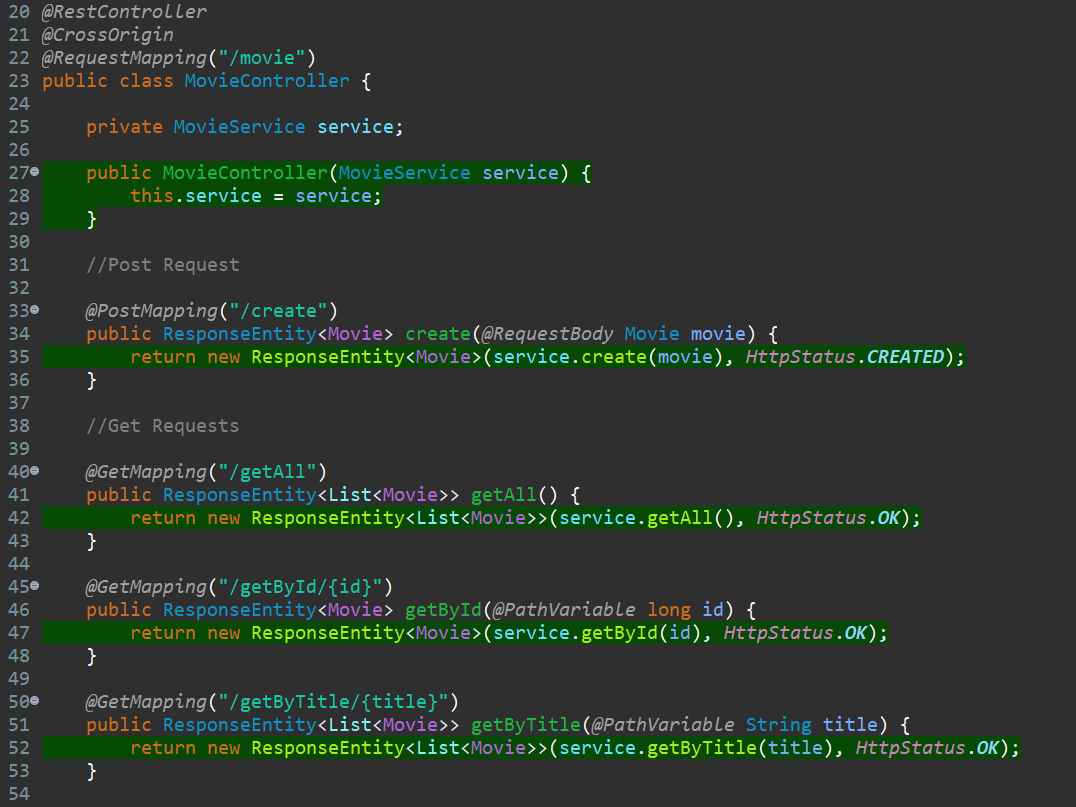 20 @RestController
21 @CrossOrigin
22 @RequestMapping("/movie")
23 public class MovieController {
24
25     private MovieService service;
26
27     public MovieController(MovieService service) {
28         this.service = service;
29     }
30
31     //Post Request
32
33     @PostMapping("/create")
34     public ResponseEntity<Movie> create(@RequestBody Movie movie) {
35         return new ResponseEntity<Movie>(service.create(movie), HttpStatus.CREATED);
36     }
37
38     //Get Requests
39
40     @GetMapping("/getAll")
41     public ResponseEntity<List<Movie>> getAll() {
42         return new ResponseEntity<List<Movie>>(service.getAll(), HttpStatus.OK);
43     }
44
45     @GetMapping("/getById/{id}")
46     public ResponseEntity<Movie> getById(@PathVariable long id) {
47         return new ResponseEntity<Movie>(service.getById(id), HttpStatus.OK);
48     }
49
50     @GetMapping("/getByTitle/{title}")
51     public ResponseEntity<List<Movie>> getByTitle(@PathVariable String title) {
52         return new ResponseEntity<List<Movie>>(service.getByTitle(title), HttpStatus.OK);
53     }
54